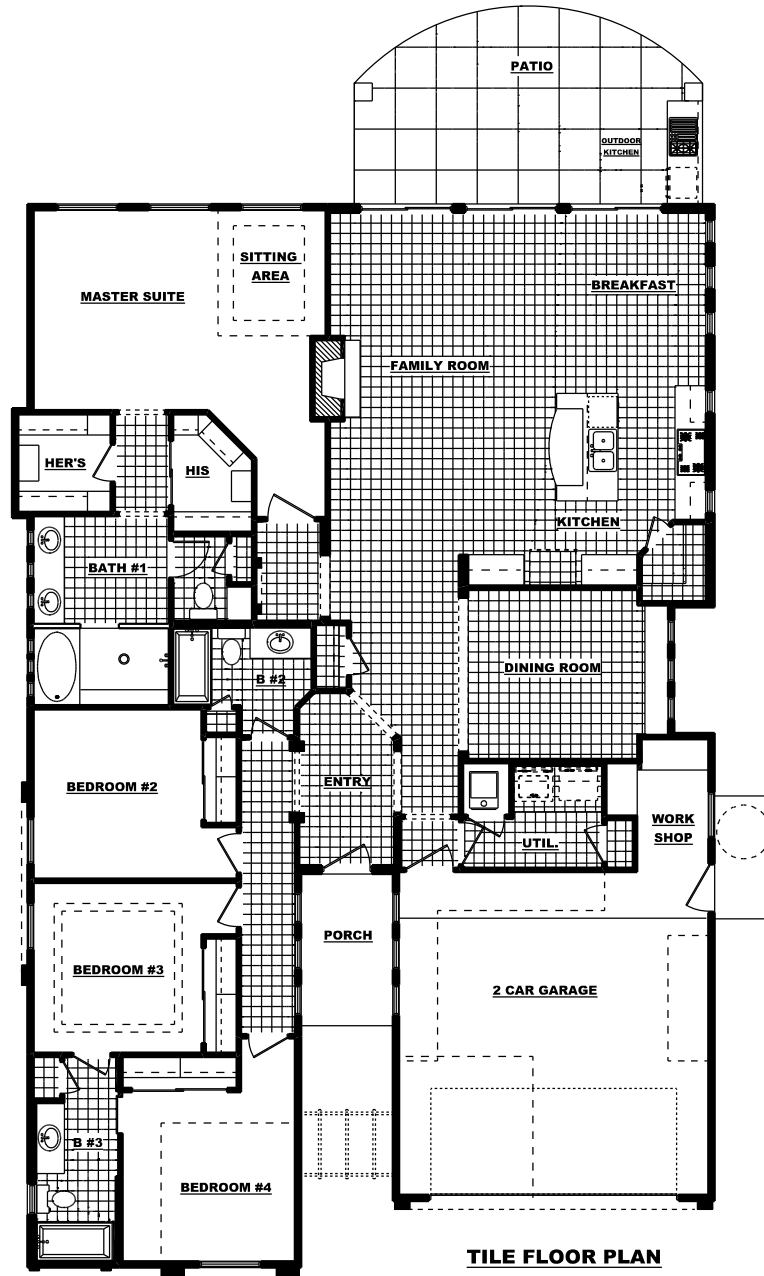 PATIO
OUTDOOR
KITCHEN
SITTING
AREA
MASTER SUITE
BREAKFAST
FAMILY ROOM
HER'S
HIS
KITCHEN
BATH #1
DINING ROOM
B #2
ENTRY
BEDROOM #2
WORK
SHOP
UTIL.
PORCH
BEDROOM #3
2 CAR GARAGE
B #3
BEDROOM #4
TILE FLOOR PLAN